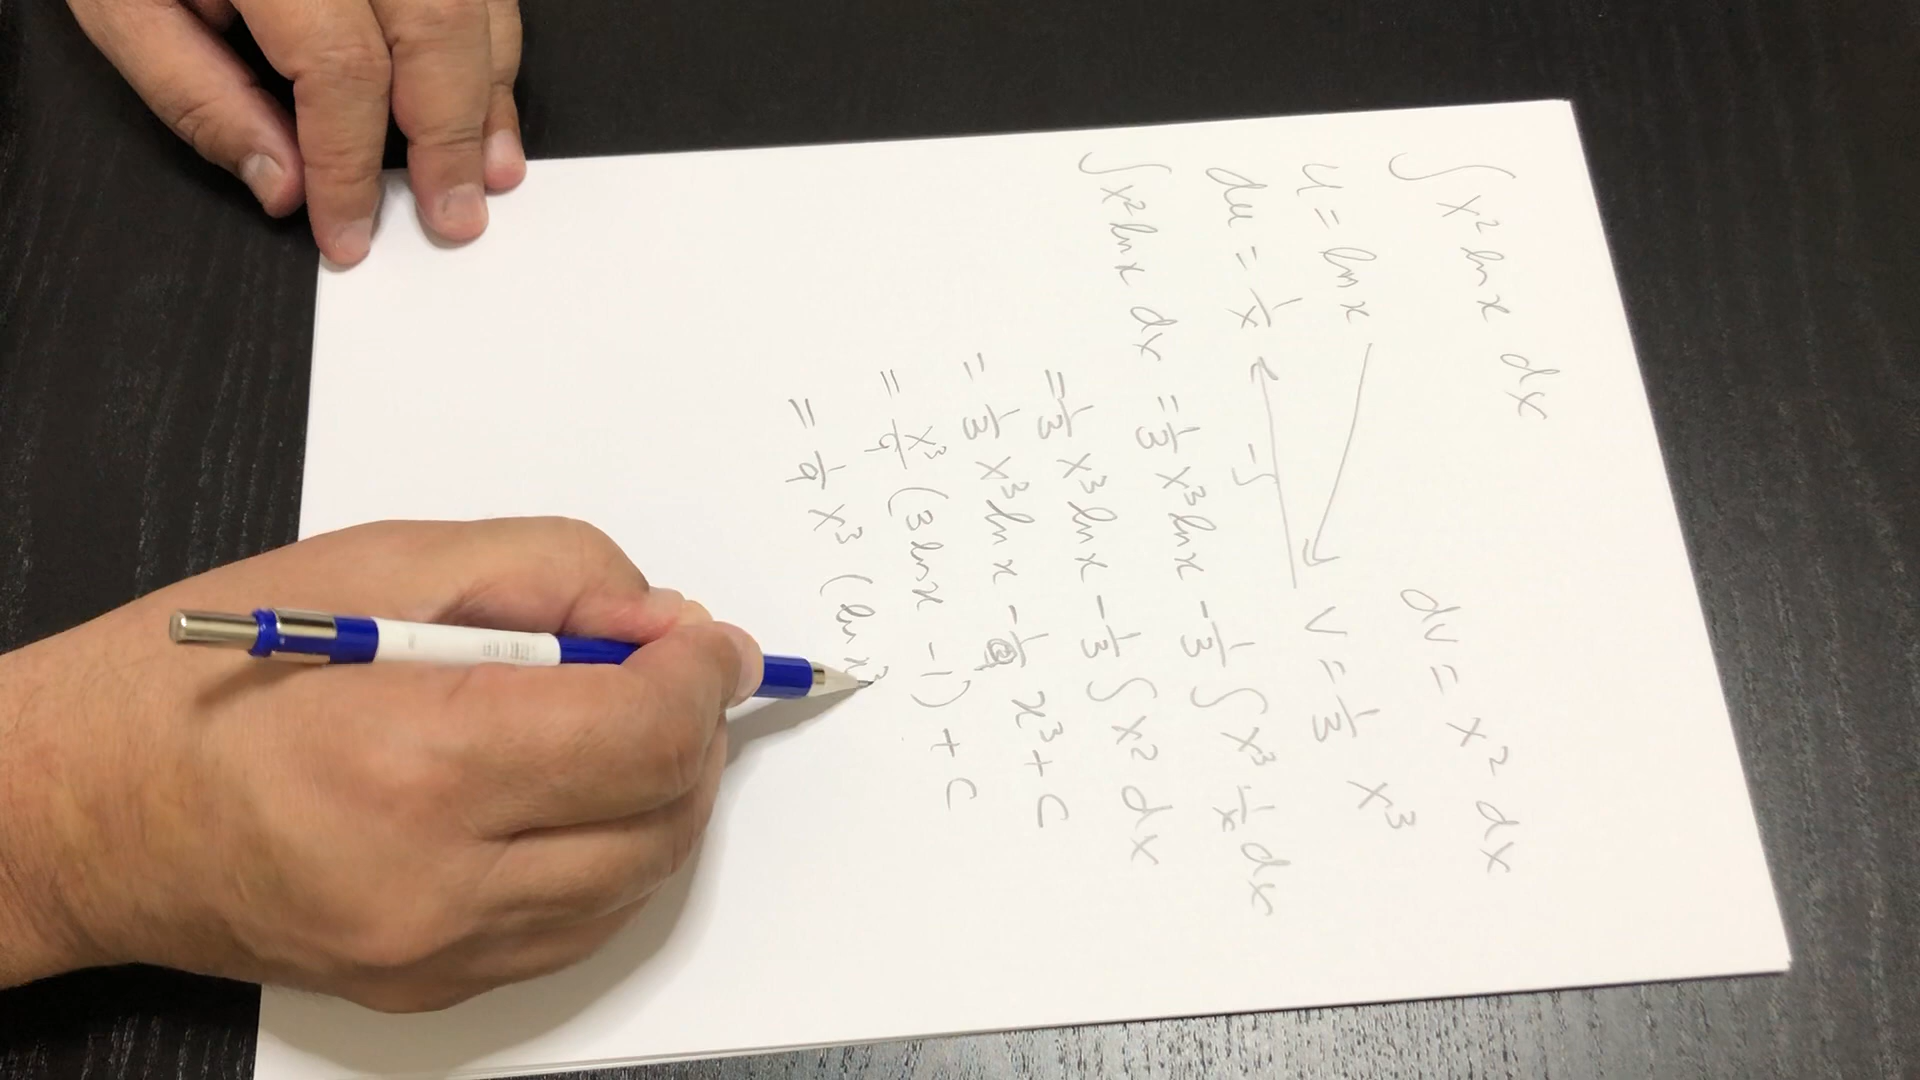 ∫ x² ln x dx
u = ln x dv = x² dx
du = 1/x -∫ v = 1/3 x³
∫ x² ln x dx = 1/3 x³ ln x - 1/3 ∫ x³ 1/x dx
= 1/3 x³ ln x - 1/3 ∫ x² dx
= 1/3 x³ ln x - 1/9 x³ + C
= x³/9 (3 ln x - 1) + C
= 1/9 x³ (ln x³